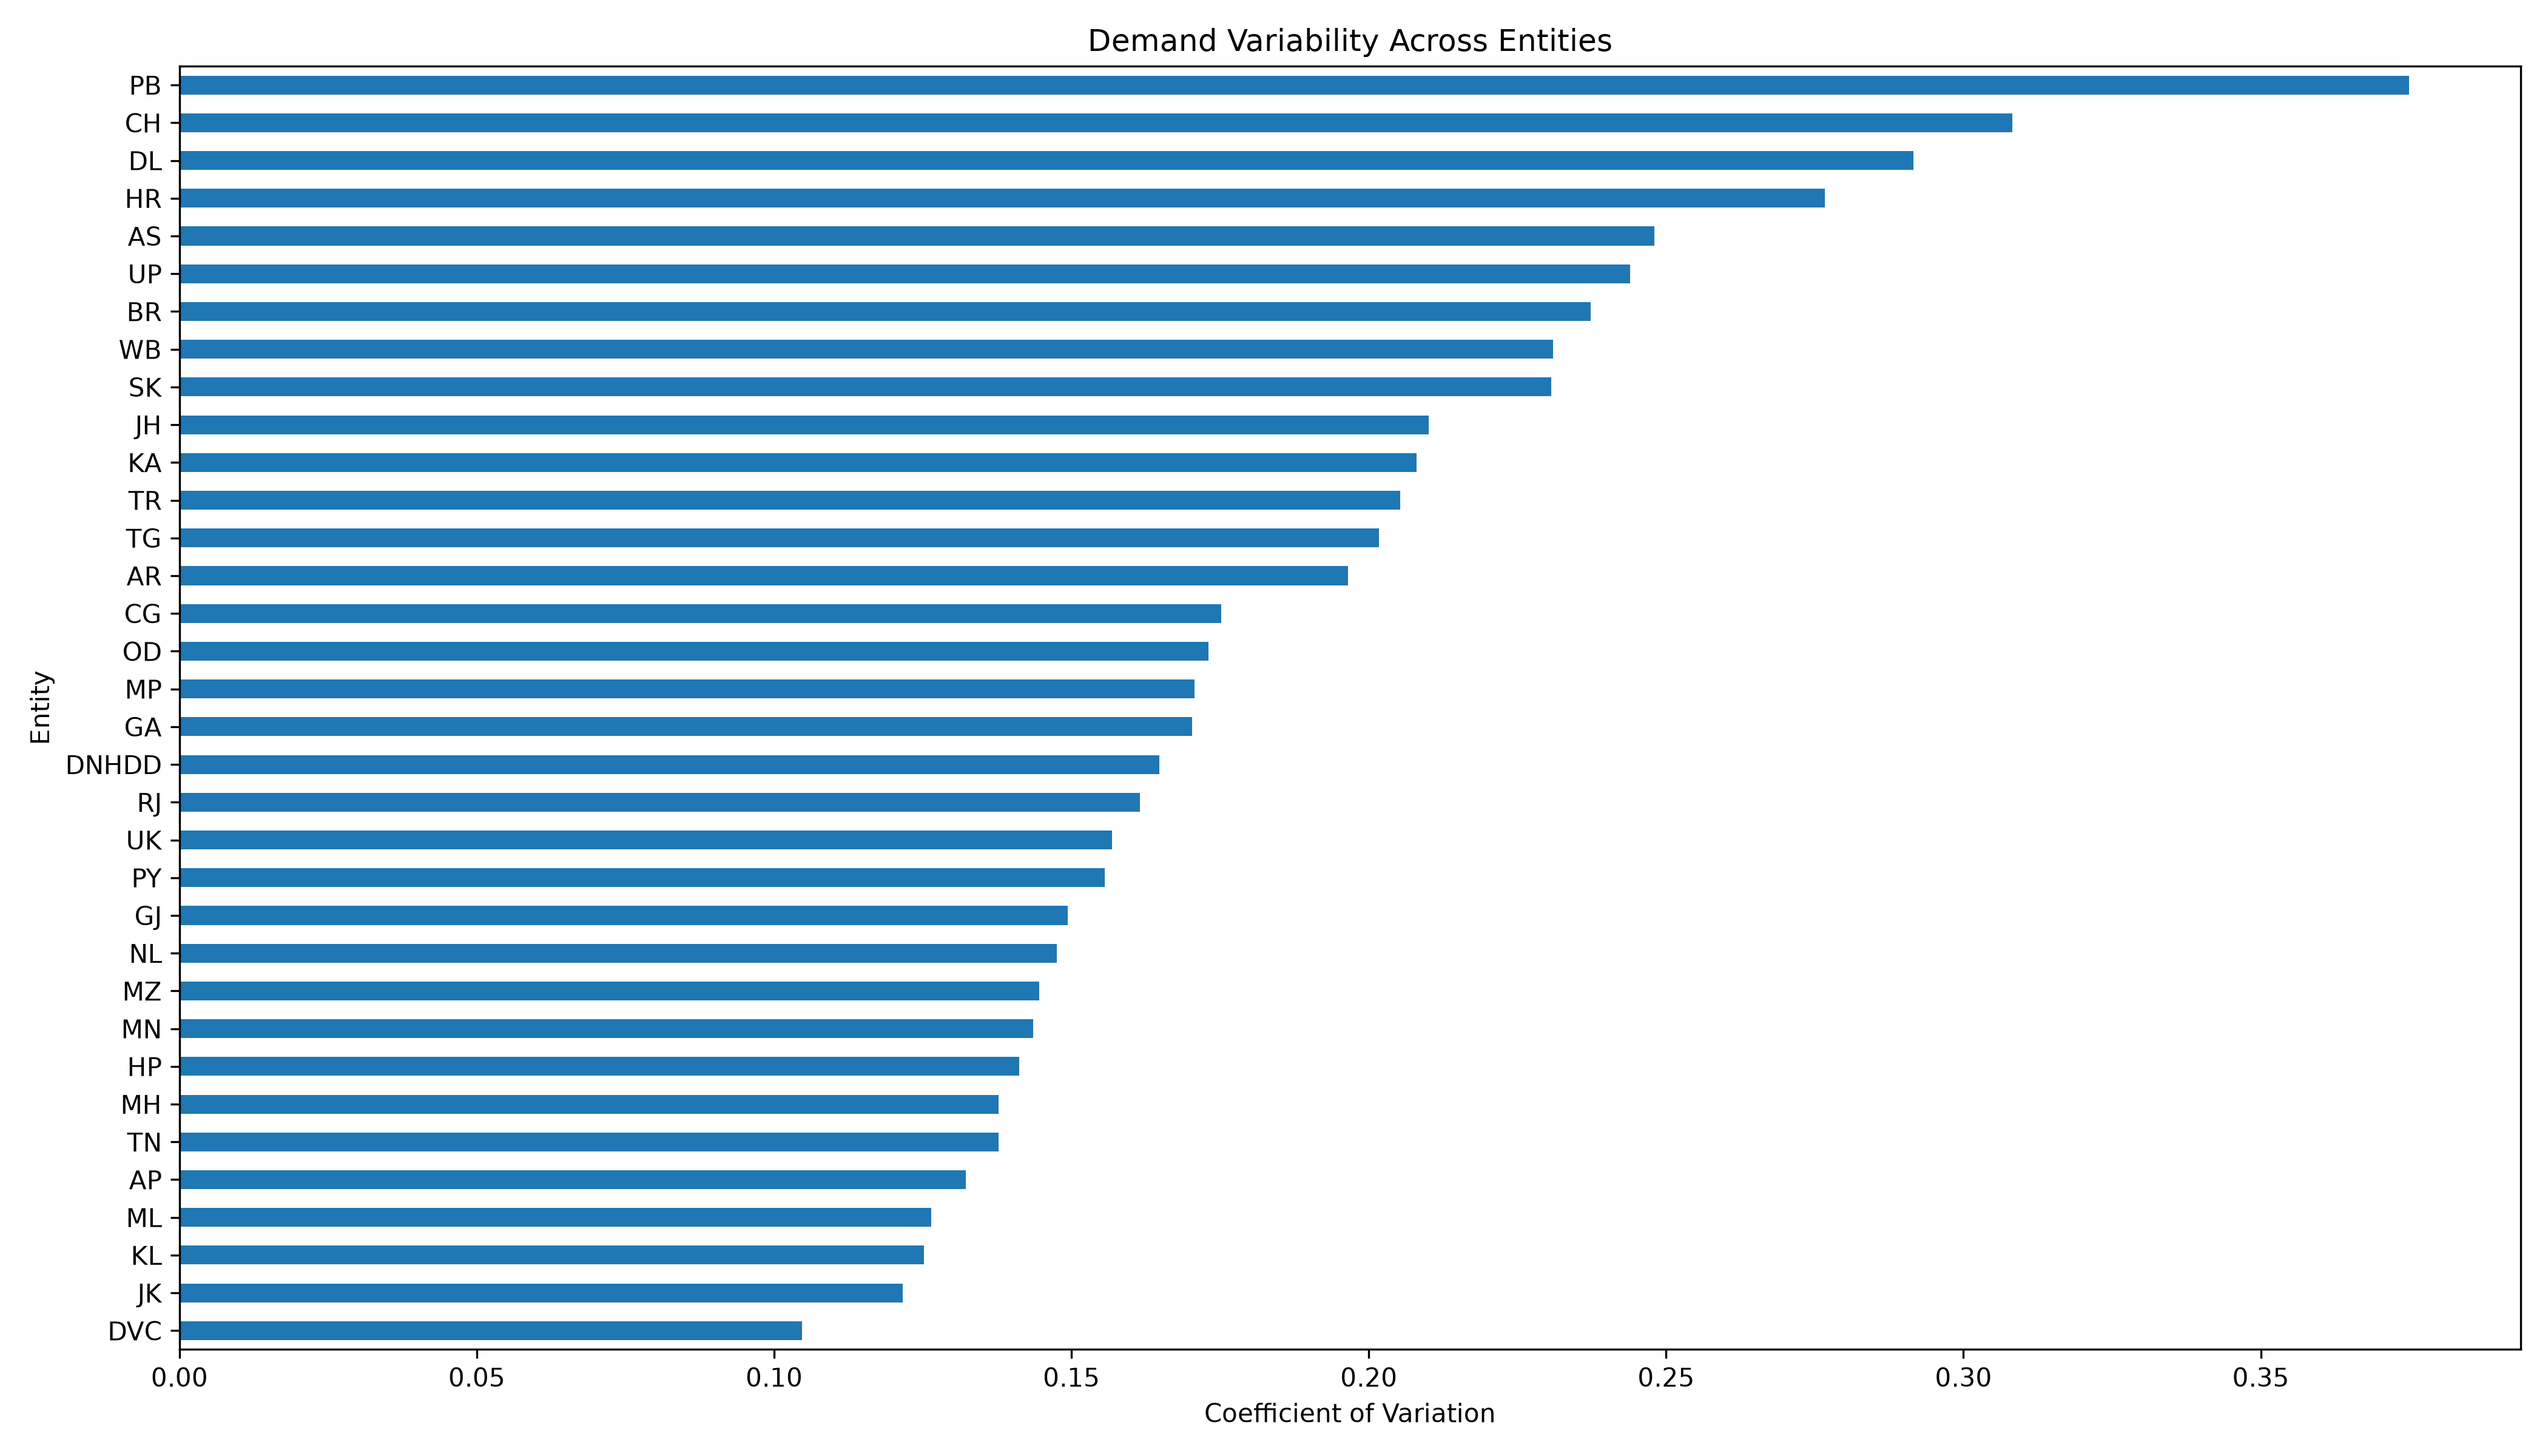 Demand Variability Across Entities
PB
CH
DL
HR
AS
UP
BR
WB
SK
JH
KA
TR
TG
AR
CG
OD
MP
GA
DNHDD
RJ
UK
PY
GJ
NL
MZ
MN
HP
MH
TN
AP
ML
KL
JK
DVC
Entity
0.00 0.05 0.10 0.15 0.20 0.25 0.30 0.35
Coefficient of Variation